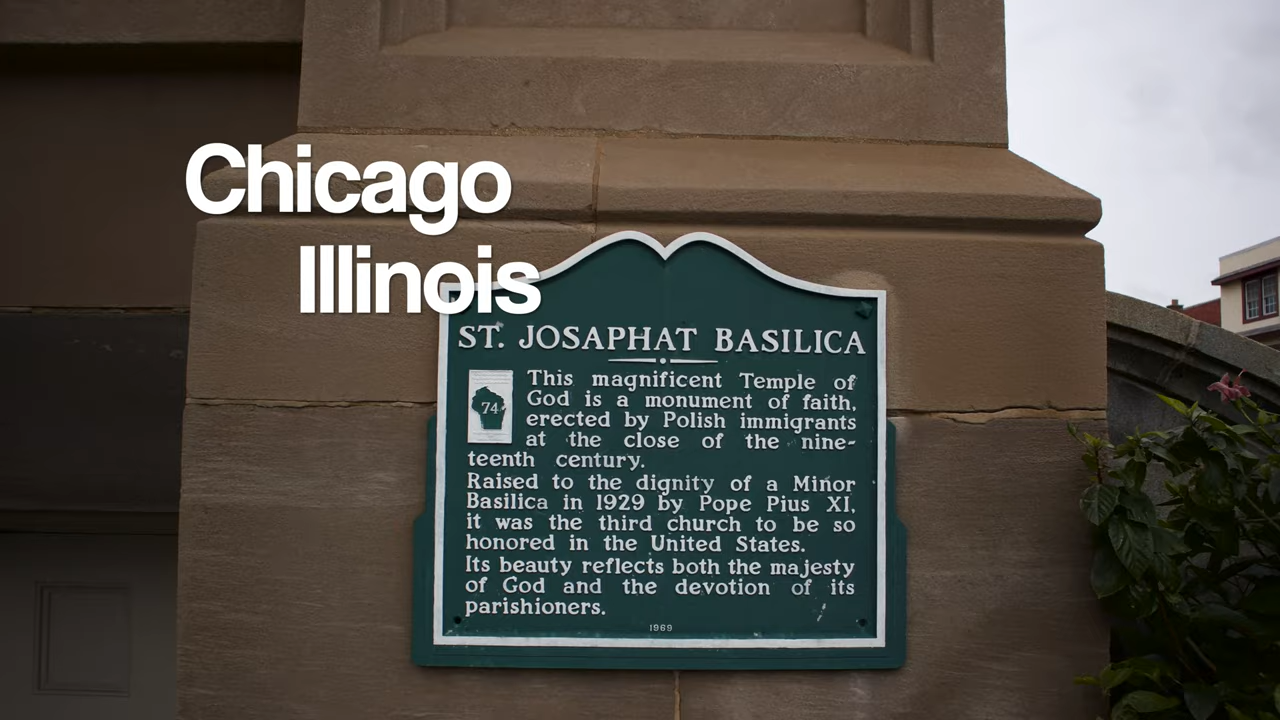 Chicago
Illinois
ST. JOSAPHAT BASILICA
74
This magnificent Temple of
God is a monument of faith,
erected by Polish immigrants
at the close of the nine-
teenth century.
Raised to the dignity of a Minor
Basilica in 1929 by Pope Pius XI,
it was the third church to be so
honored in the United States.
Its beauty reflects both the majesty
of God and the devotion of its
parishioners.
1969